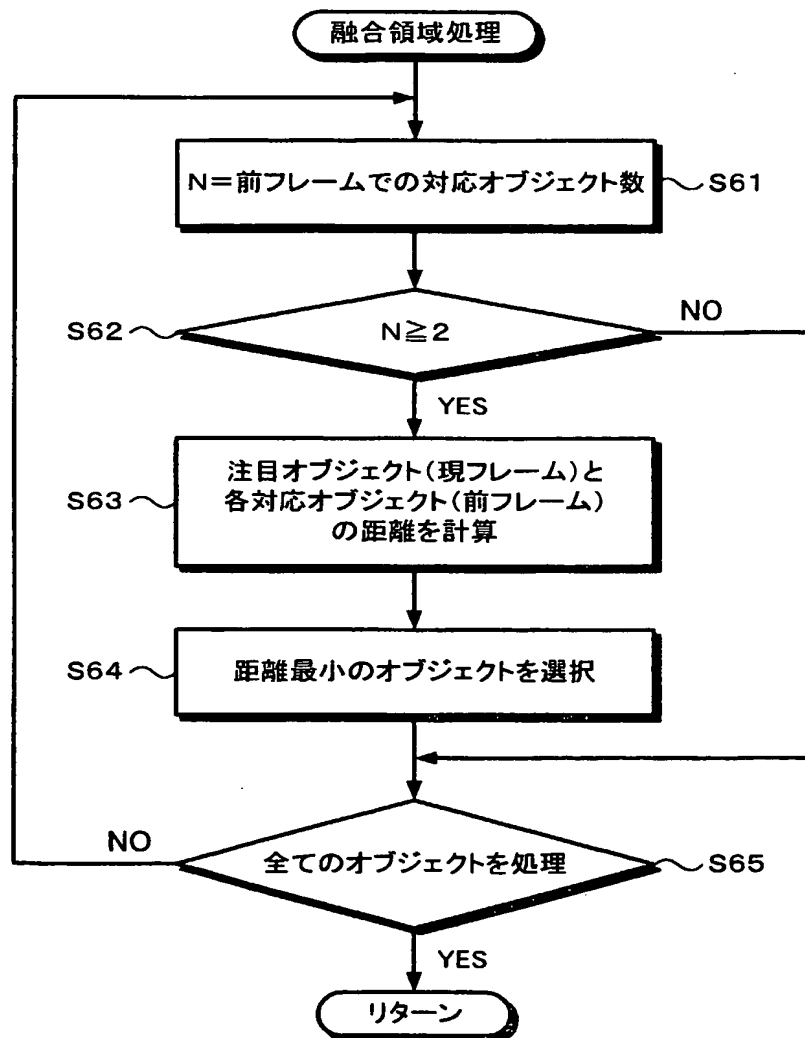 融合領域処理
N=前フレームでの対応オブジェクト数
S61
S62
N≧2
NO
YES
S63
注目オブジェクト(現フレーム)と
各対応オブジェクト(前フレーム)
の距離を計算
S64
距離最小のオブジェクトを選択
NO
全てのオブジェクトを処理
S65
YES
リターン